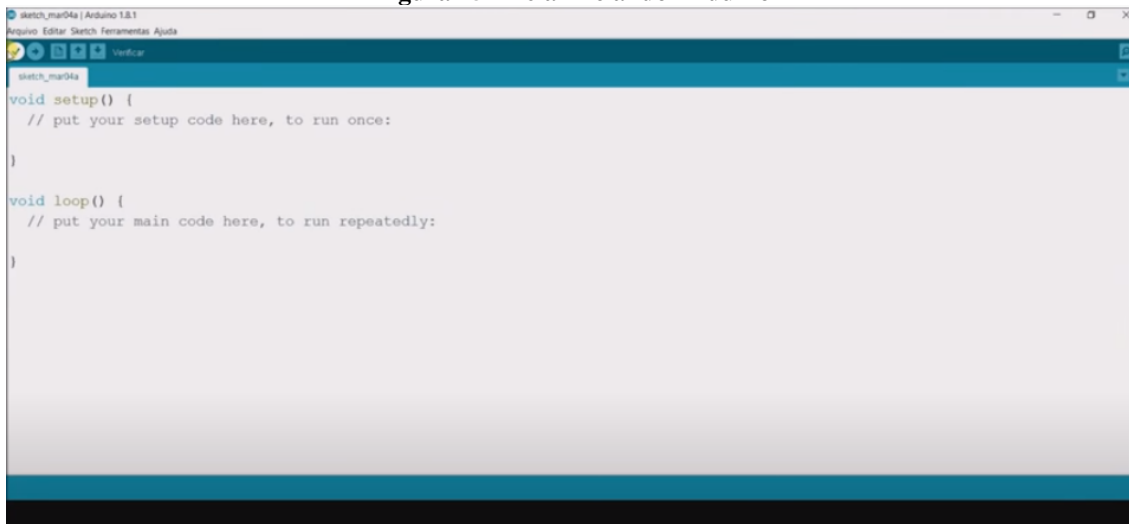 sketch_mar04a | Arduino 1.8.1
Arquivo Editar Sketch Ferramentas Ajuda
Verificar
sketch_mar04a
void setup() {
// put your setup code here, to run once:
}
void loop() {
// put your main code here, to run repeatedly:
}